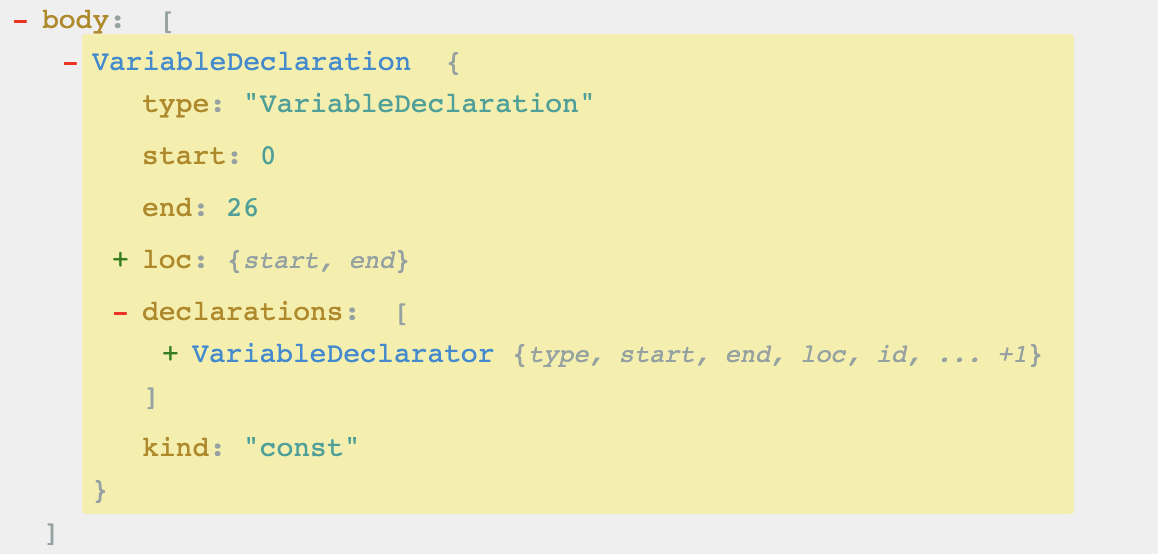 - body: [
- VariableDeclaration {
type: "VariableDeclaration"
start: 0
end: 26
+ loc: {start, end}
- declarations: [
+ VariableDeclarator {type, start, end, loc, id, ... +1}
]
kind: "const"
}
]